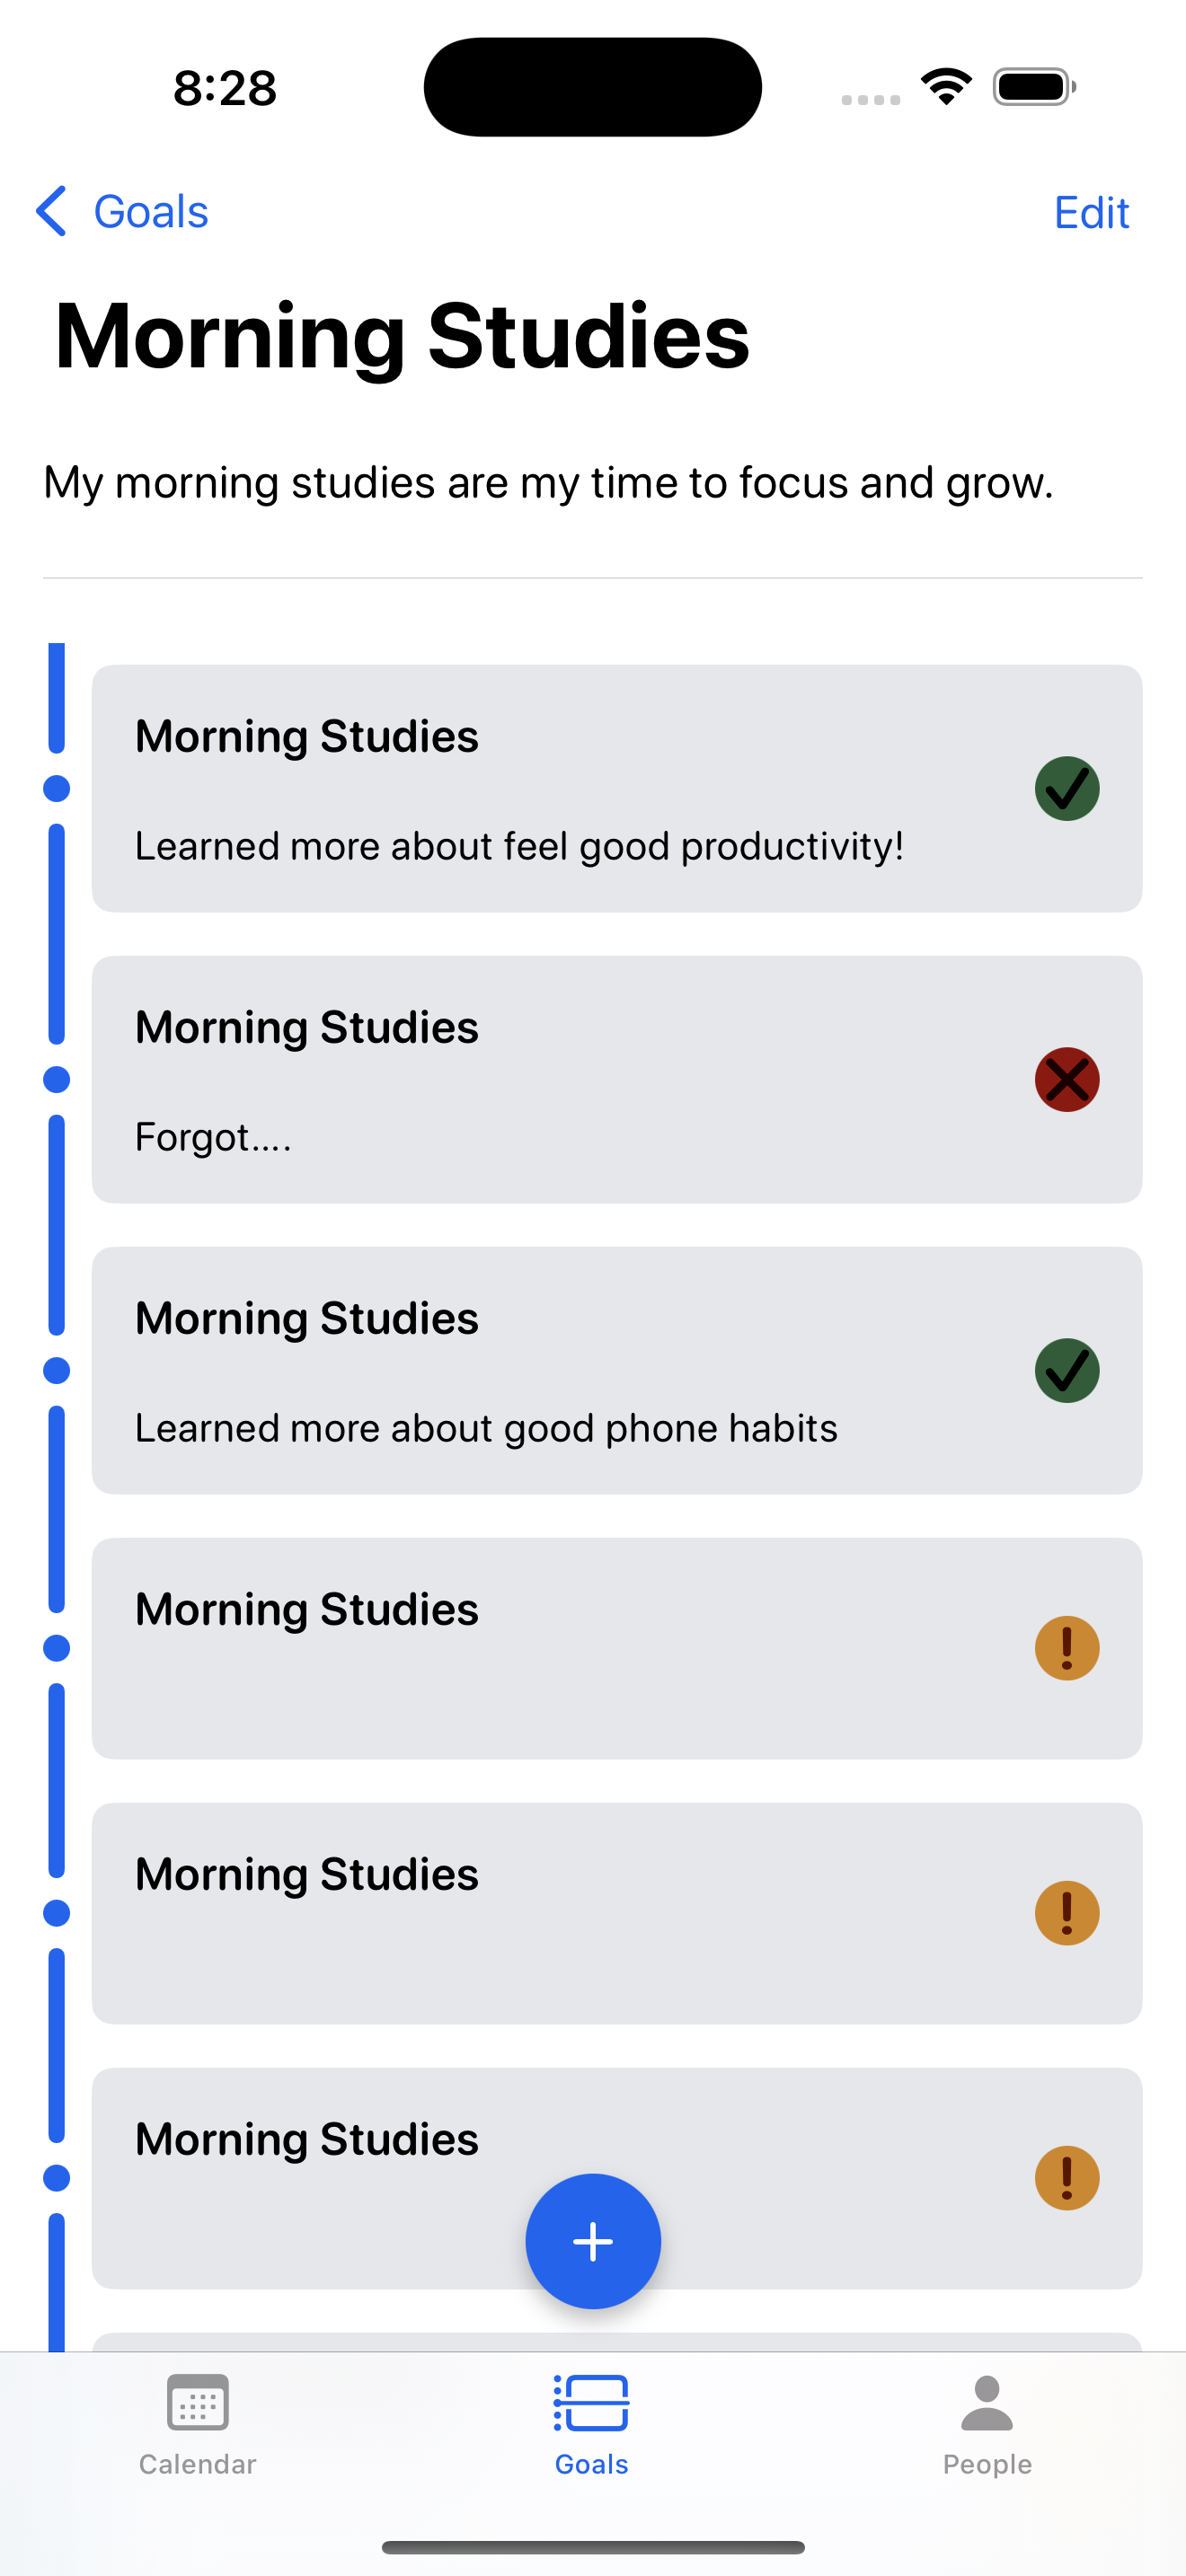 8:28
Goals
Edit
Morning Studies
My morning studies are my time to focus and grow.
Morning Studies
Learned more about feel good productivity!
Morning Studies
Forgot....
Morning Studies
Learned more about good phone habits
Morning Studies
Morning Studies
Morning Studies
Calendar
Goals
People